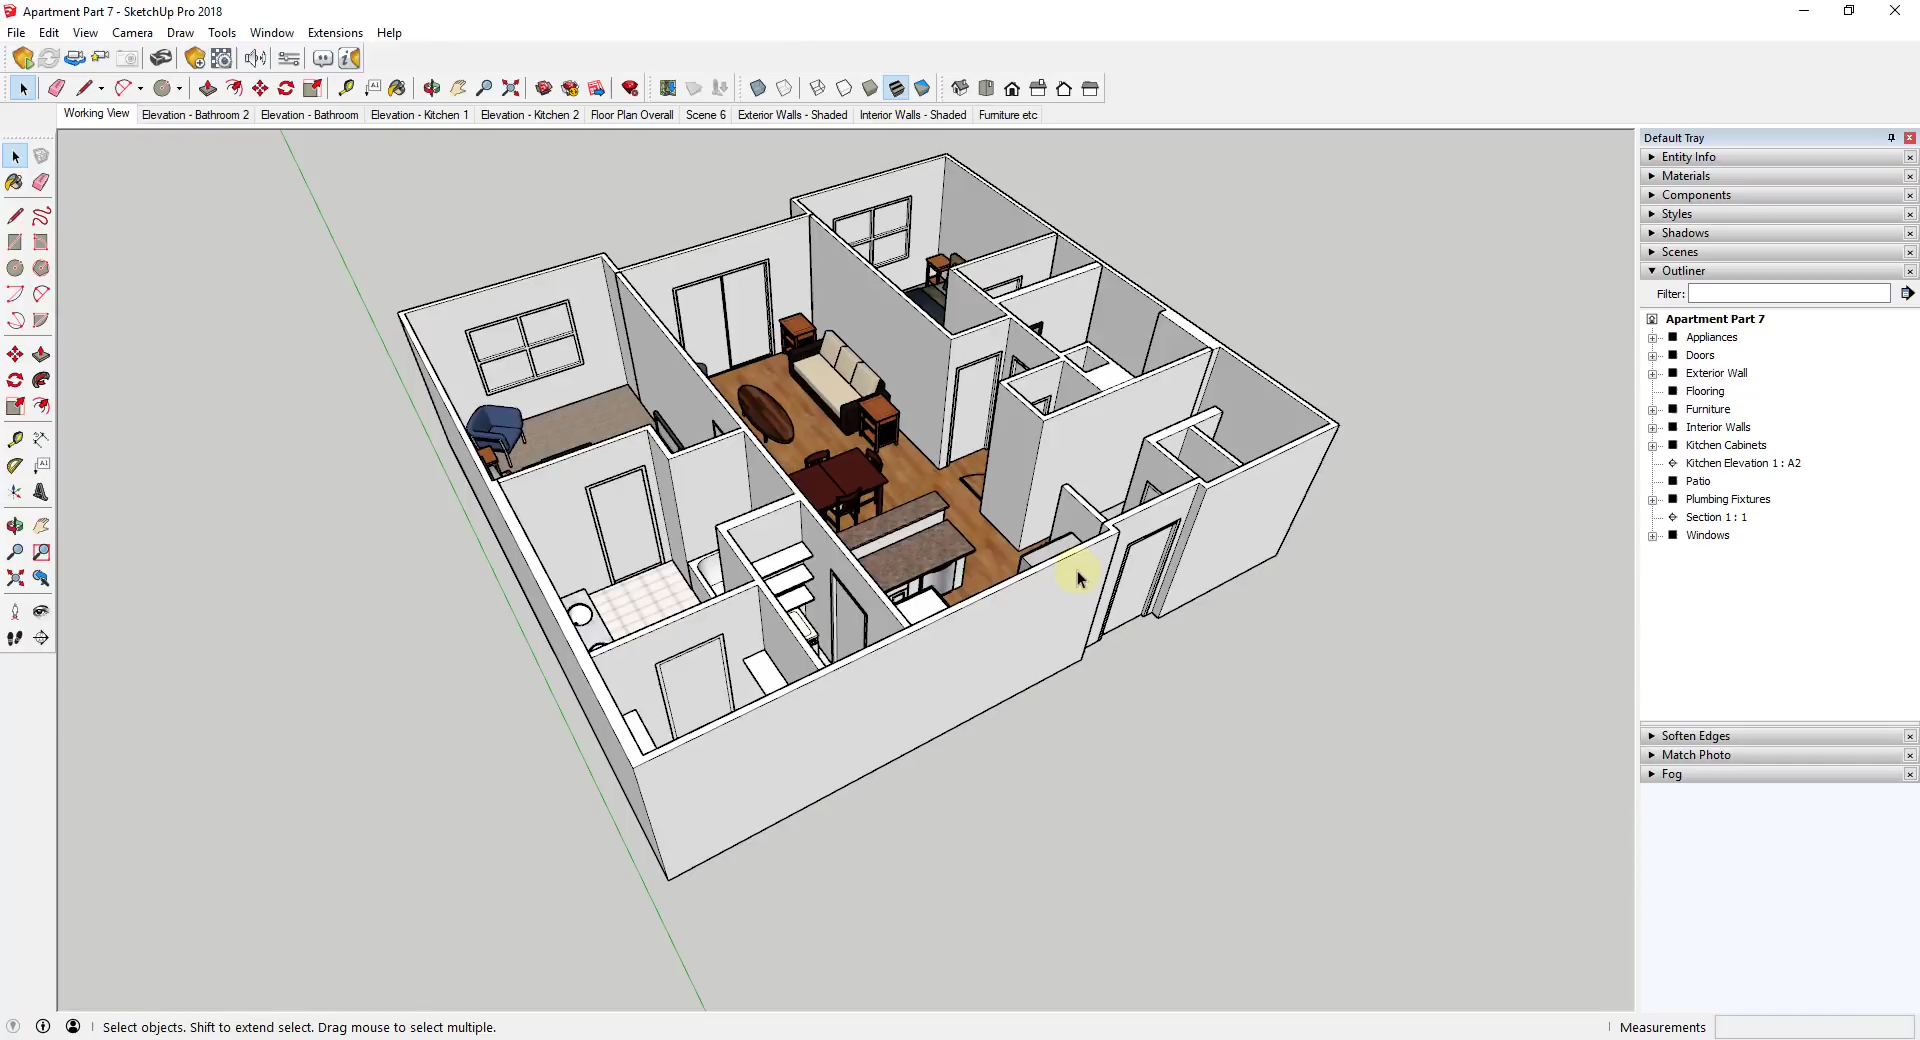 Apartment Part 7 - SketchUp Pro 2018
File Edit View Camera Draw Tools Window Extensions Help
Working View Elevation - Bathroom 2 Elevation - Bathroom Elevation - Kitchen 1 Elevation - Kitchen 2 Floor Plan Overall Scene 6 Exterior Walls - Shaded Interior Walls - Shaded Furniture etc
Default Tray
Entity Info
Materials
Components
Styles
Shadows
Scenes
Outliner
Filter:
Apartment Part 7
Appliances
Doors
Exterior Wall
Flooring
Furniture
Interior Walls
Kitchen Cabinets
Kitchen Elevation 1 : A2
Patio
Plumbing Fixtures
Section 1 : 1
Windows
Soften Edges
Match Photo
Fog
Select objects. Shift to extend select. Drag mouse to select multiple.
Measurements